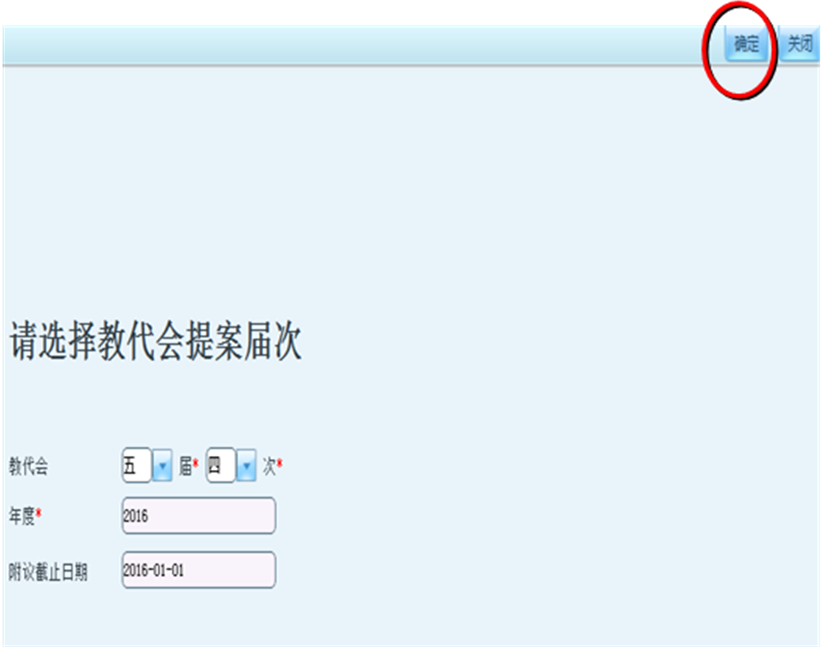 确定 关闭
请选择教代会提案届次
教代会 五 届* 四 次*
年度* 2016
附议截止日期 2016-01-01